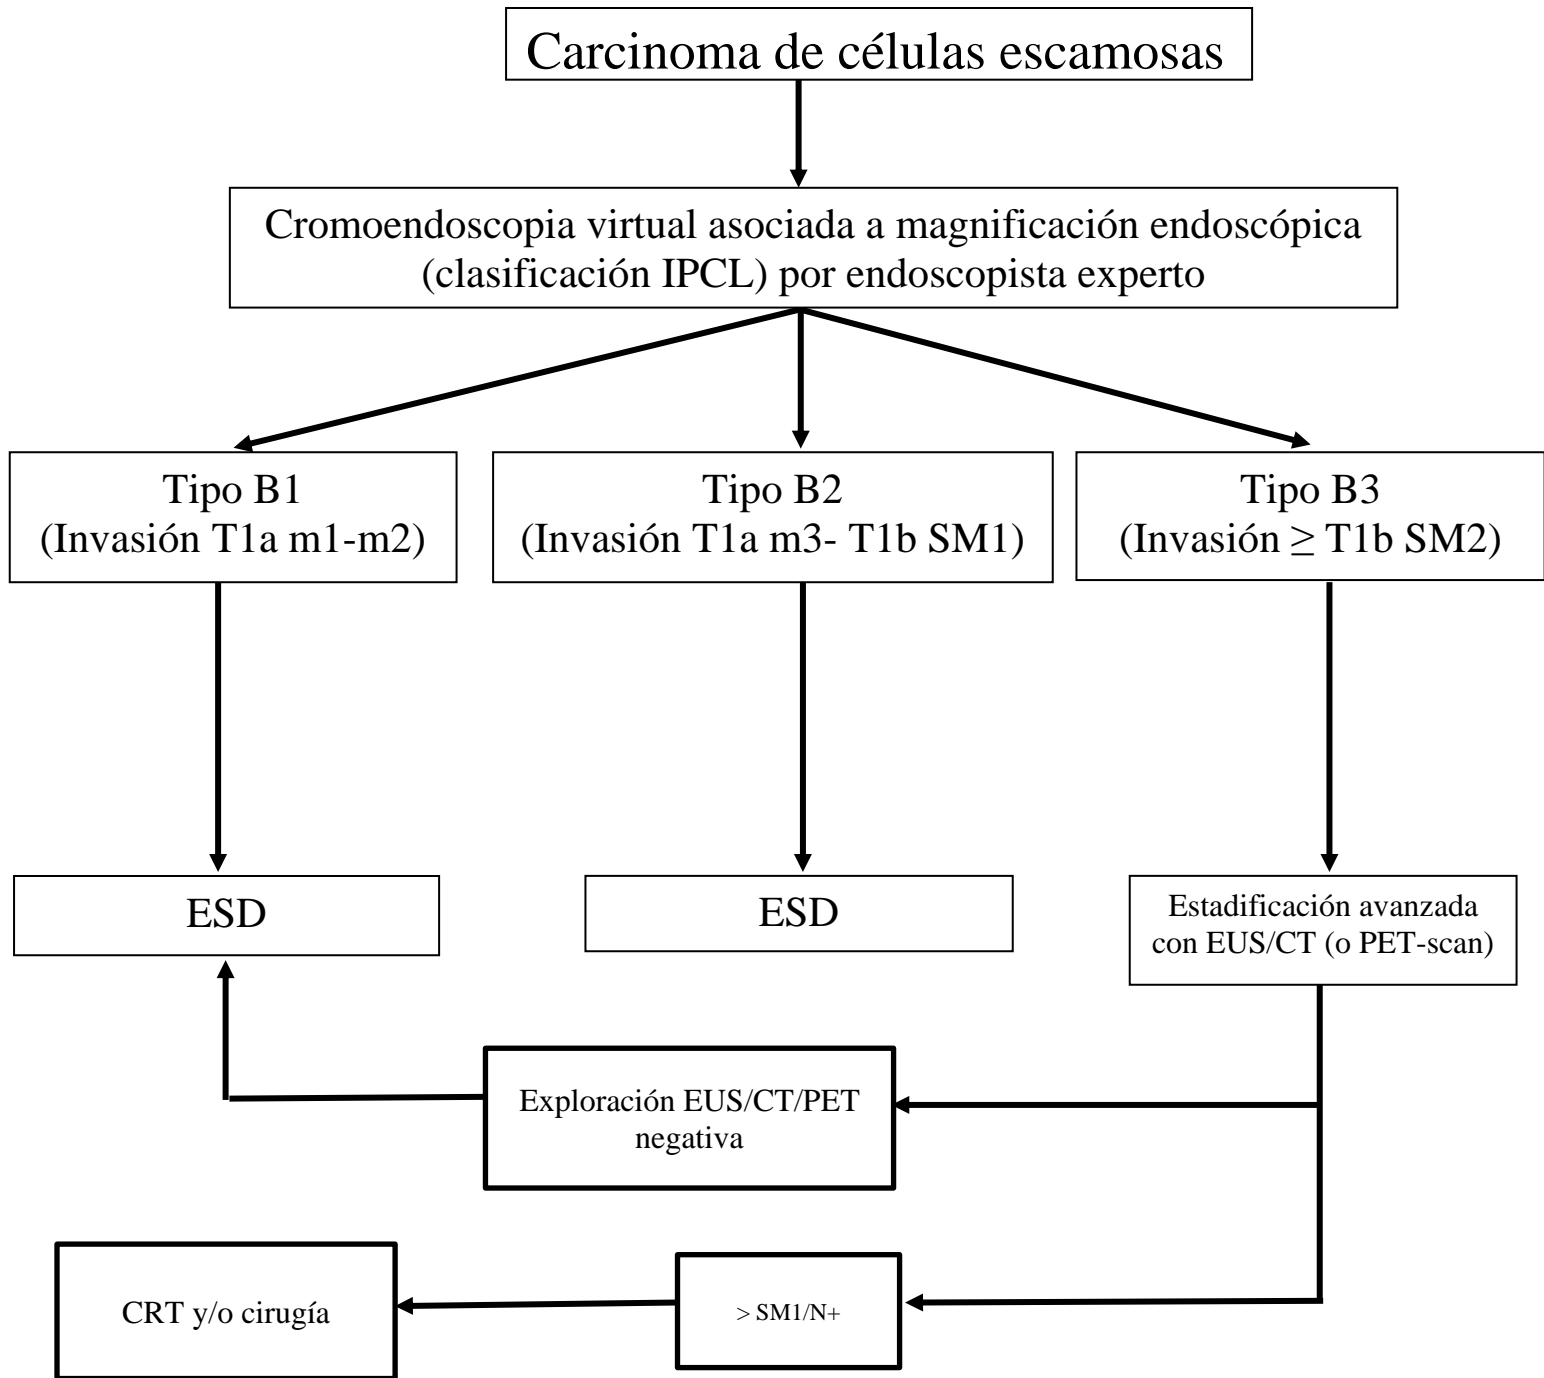 Carcinoma de células escamosas
Cromoendoscopia virtual asociada a magnificación endoscópica
(clasificación IPCL) por endoscopista experto
Tipo B1
(Invasión T1a m1-m2)
Tipo B2
(Invasión T1a m3- T1b SM1)
Tipo B3
(Invasión ≥ T1b SM2)
ESD
ESD
Estadificación avanzada
con EUS/CT (o PET-scan)
Exploración EUS/CT/PET
negativa
CRT y/o cirugía
> SM1/N+